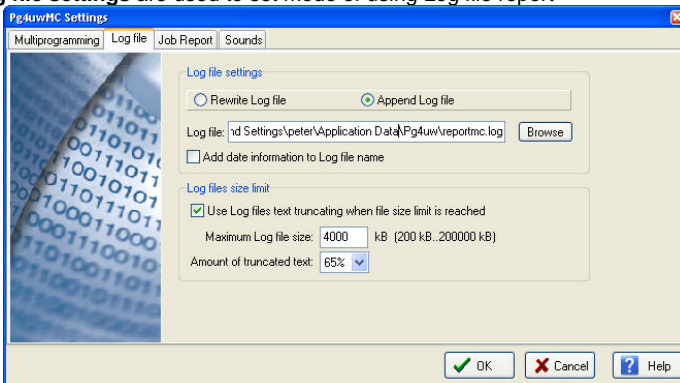 file settings are used to set mode of using Log file report
Pg4uwMC Settings
Multiprogramming Log file Job Report Sounds
Log file settings
Rewrite Log file Append Log file
Log file: nd Settings\peter\Application Data\Pg4uw\reportmc.log Browse
Add date information to Log file name
Log files size limit
Use Log files text truncating when file size limit is reached
Maximum Log file size: 4000 kB (200 kB..200000 kB)
Amount of truncated text: 65%
OK Cancel Help